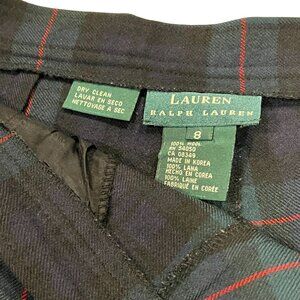 DRY CLEAN
LAVAR EN SECO
NETTOYAGE A SEC
LAUREN
RALPH LAUREN
8
100% WOOL
RN 54050
CA 08349
MADE IN KOREA
100% LANA
HECHO EN COREA
100% LAINE
FABRIQUÉ EN CORÉE